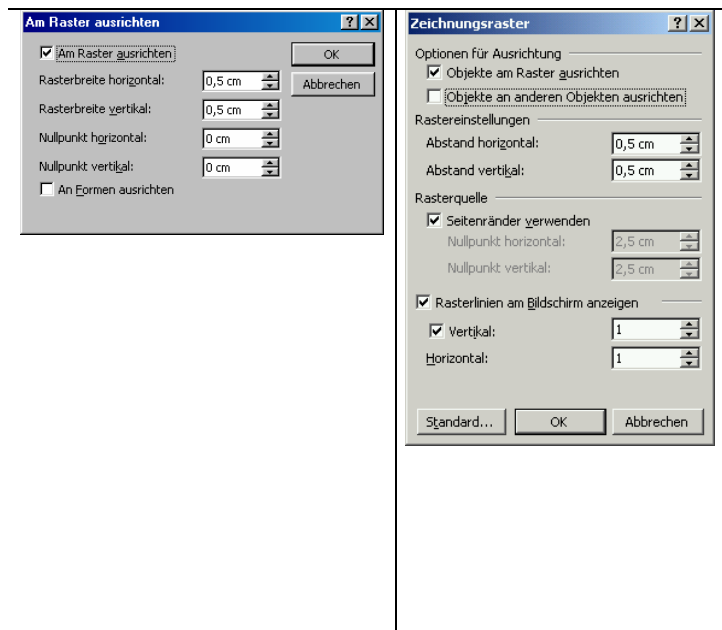 Am Raster ausrichten
Am Raster ausrichten
OK
Rasterbreite horizontal: 0,5 cm
Abbrechen
Rasterbreite vertikal: 0,5 cm
Nullpunkt horizontal: 0 cm
Nullpunkt vertikal: 0 cm
An Formen ausrichten
Zeichnungsraster
Optionen für Ausrichtung
Objekte am Raster ausrichten
Objekte an anderen Objekten ausrichten
Rastereinstellungen
Abstand horizontal: 0,5 cm
Abstand vertikal: 0,5 cm
Rasterquelle
Seitenränder verwenden
Nullpunkt horizontal: 2,5 cm
Nullpunkt vertikal: 2,5 cm
Rasterlinien am Bildschirm anzeigen
Vertikal: 1
Horizontal: 1
Standard... OK Abbrechen